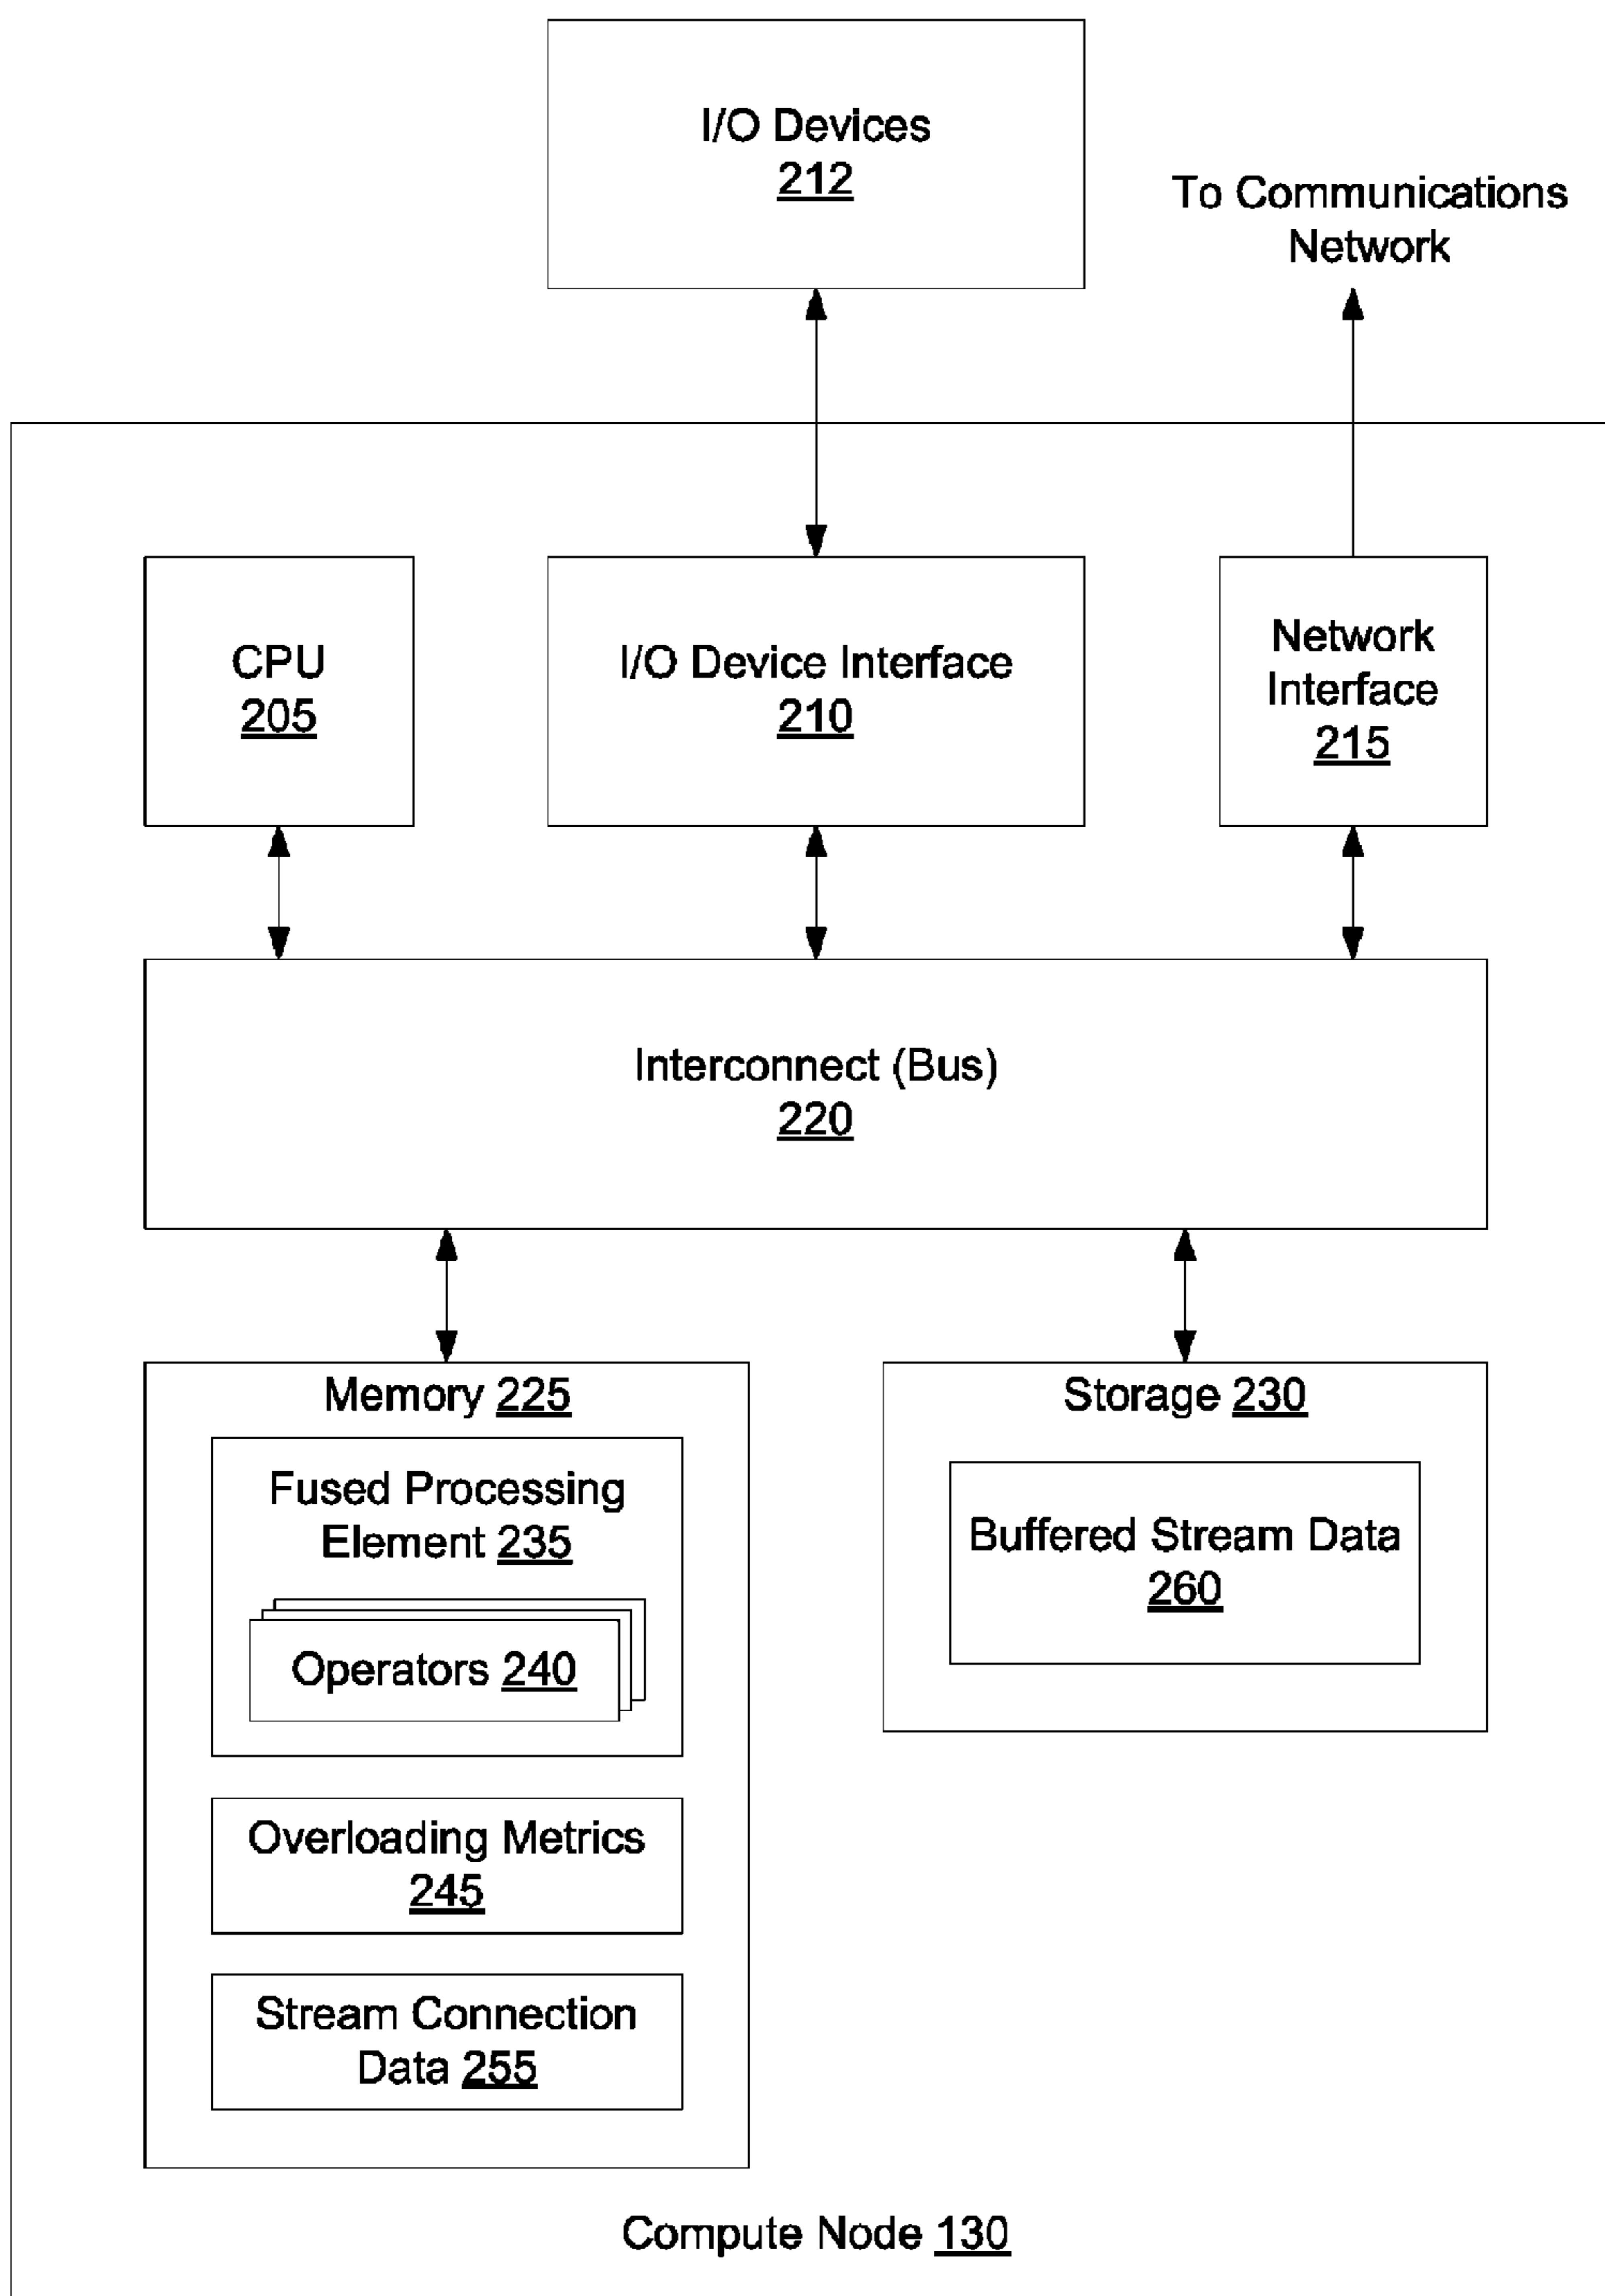 I/O Devices
212
To Communications
Network
CPU
205
I/O Device Interface
210
Network
Interface
215
Interconnect (Bus)
220
Memory 225
Fused Processing
Element 235
Operators 240
Overloading Metrics
245
Stream Connection
Data 255
Storage 230
Buffered Stream Data
260
Compute Node 130